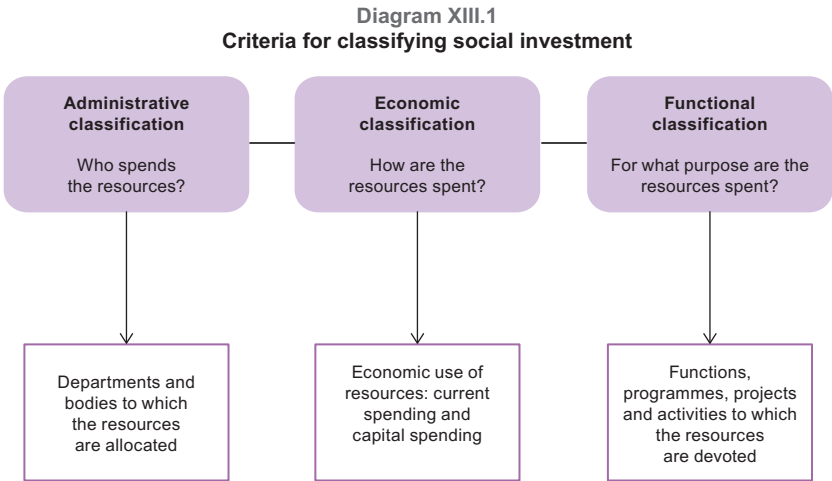 Diagram XIII.1
Criteria for classifying social investment
Administrative
classification
Who spends
the resources?
Economic
classification
How are the
resources spent?
Functional
classification
For what purpose are the
resources spent?
Departments and
bodies to which
the resources
are allocated
Economic use of
resources: current
spending and
capital spending
Functions,
programmes, projects
and activities to which
the resources
are devoted